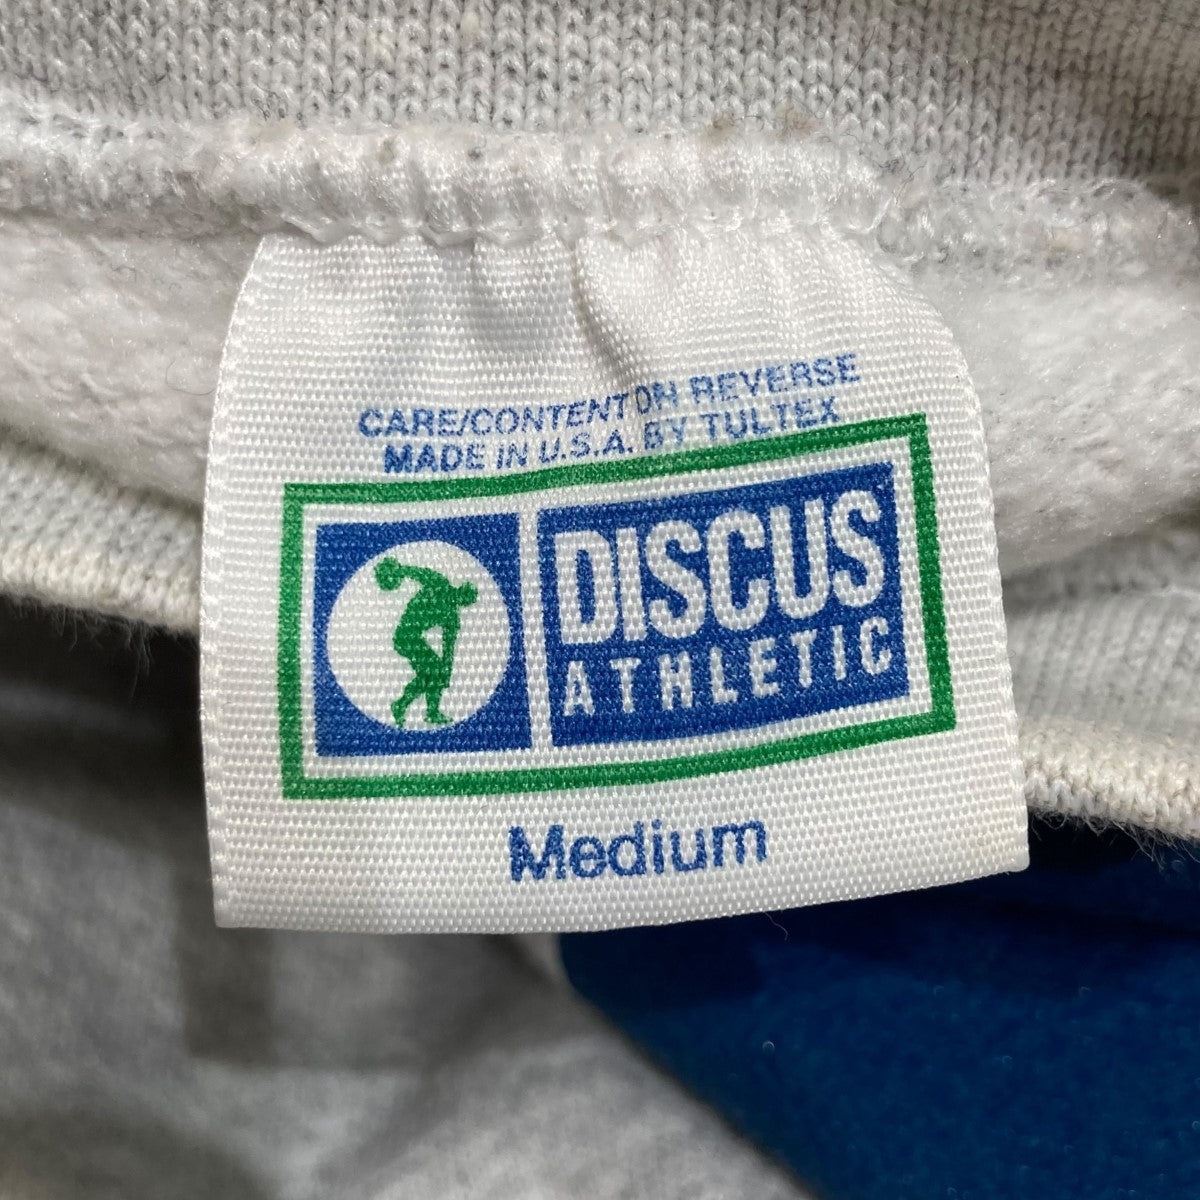 CARE/CONTENT ON REVERSE
MADE IN U.S.A. BY TULTEX
DISCUS
ATHLETIC
Medium